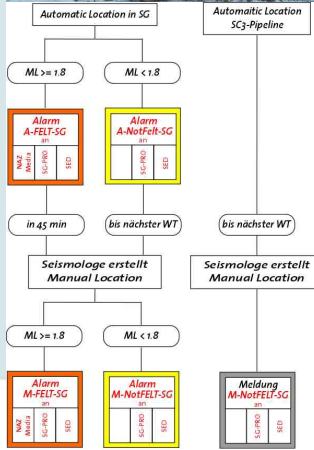 Automatic Location in SG
Automaitic Location
SC3-Pipeline
ML >= 1.8
ML < 1.8
Alarm
A-FELT-SG
an
NAZ
Media
SG-PRO
SED
Alarm
A-NotFelt-SG
an
SG-PRO
SED
in 45 min
bis nächster WT
bis nächster WT
Seismologe erstellt
Manual Location
Seismologe erstellt
Manual Location
ML >= 1.8
ML < 1.8
Alarm
M-FELT-SG
an
NAZ
Media
SG-PRO
SED
Alarm
M-NotFELT-SG
an
SG-PRO
SED
Meldung
M-NotFELT-SG
an
SG-PRO
SED